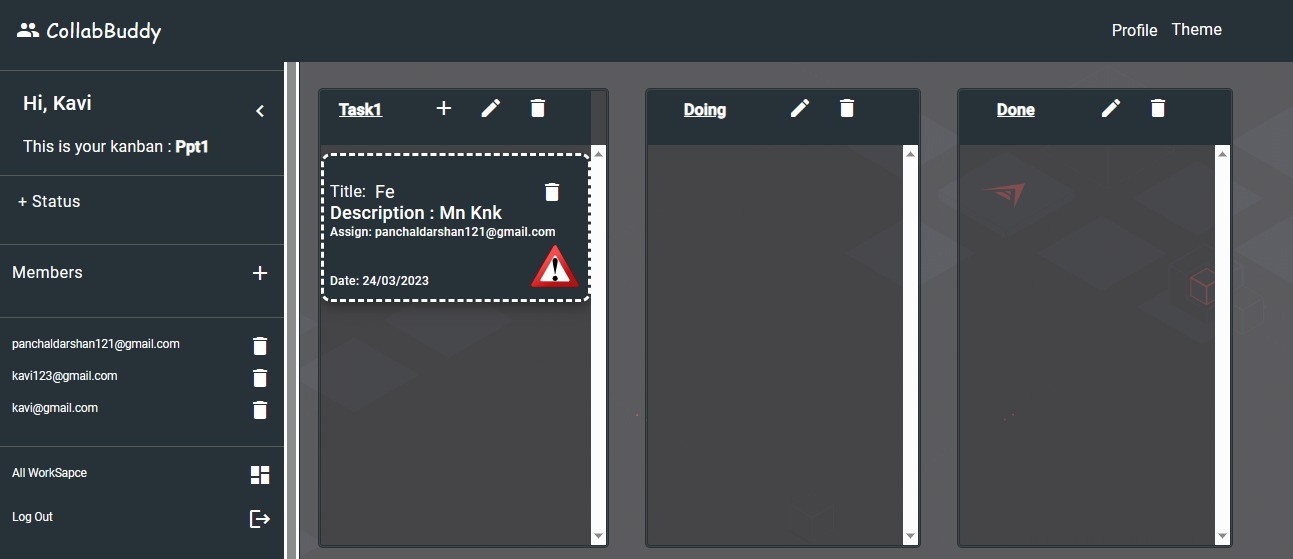 CollabBuddy
Profile Theme
Hi, Kavi
This is your kanban : Ppt1
+ Status
Members
panchaldarshan121@gmail.com
kavi123@gmail.com
kavi@gmail.com
All WorkSapce
Log Out
Task1
Title: Fe
Description : Mn Knk
Assign: panchaldarshan121@gmail.com
Date: 24/03/2023
Doing
Done